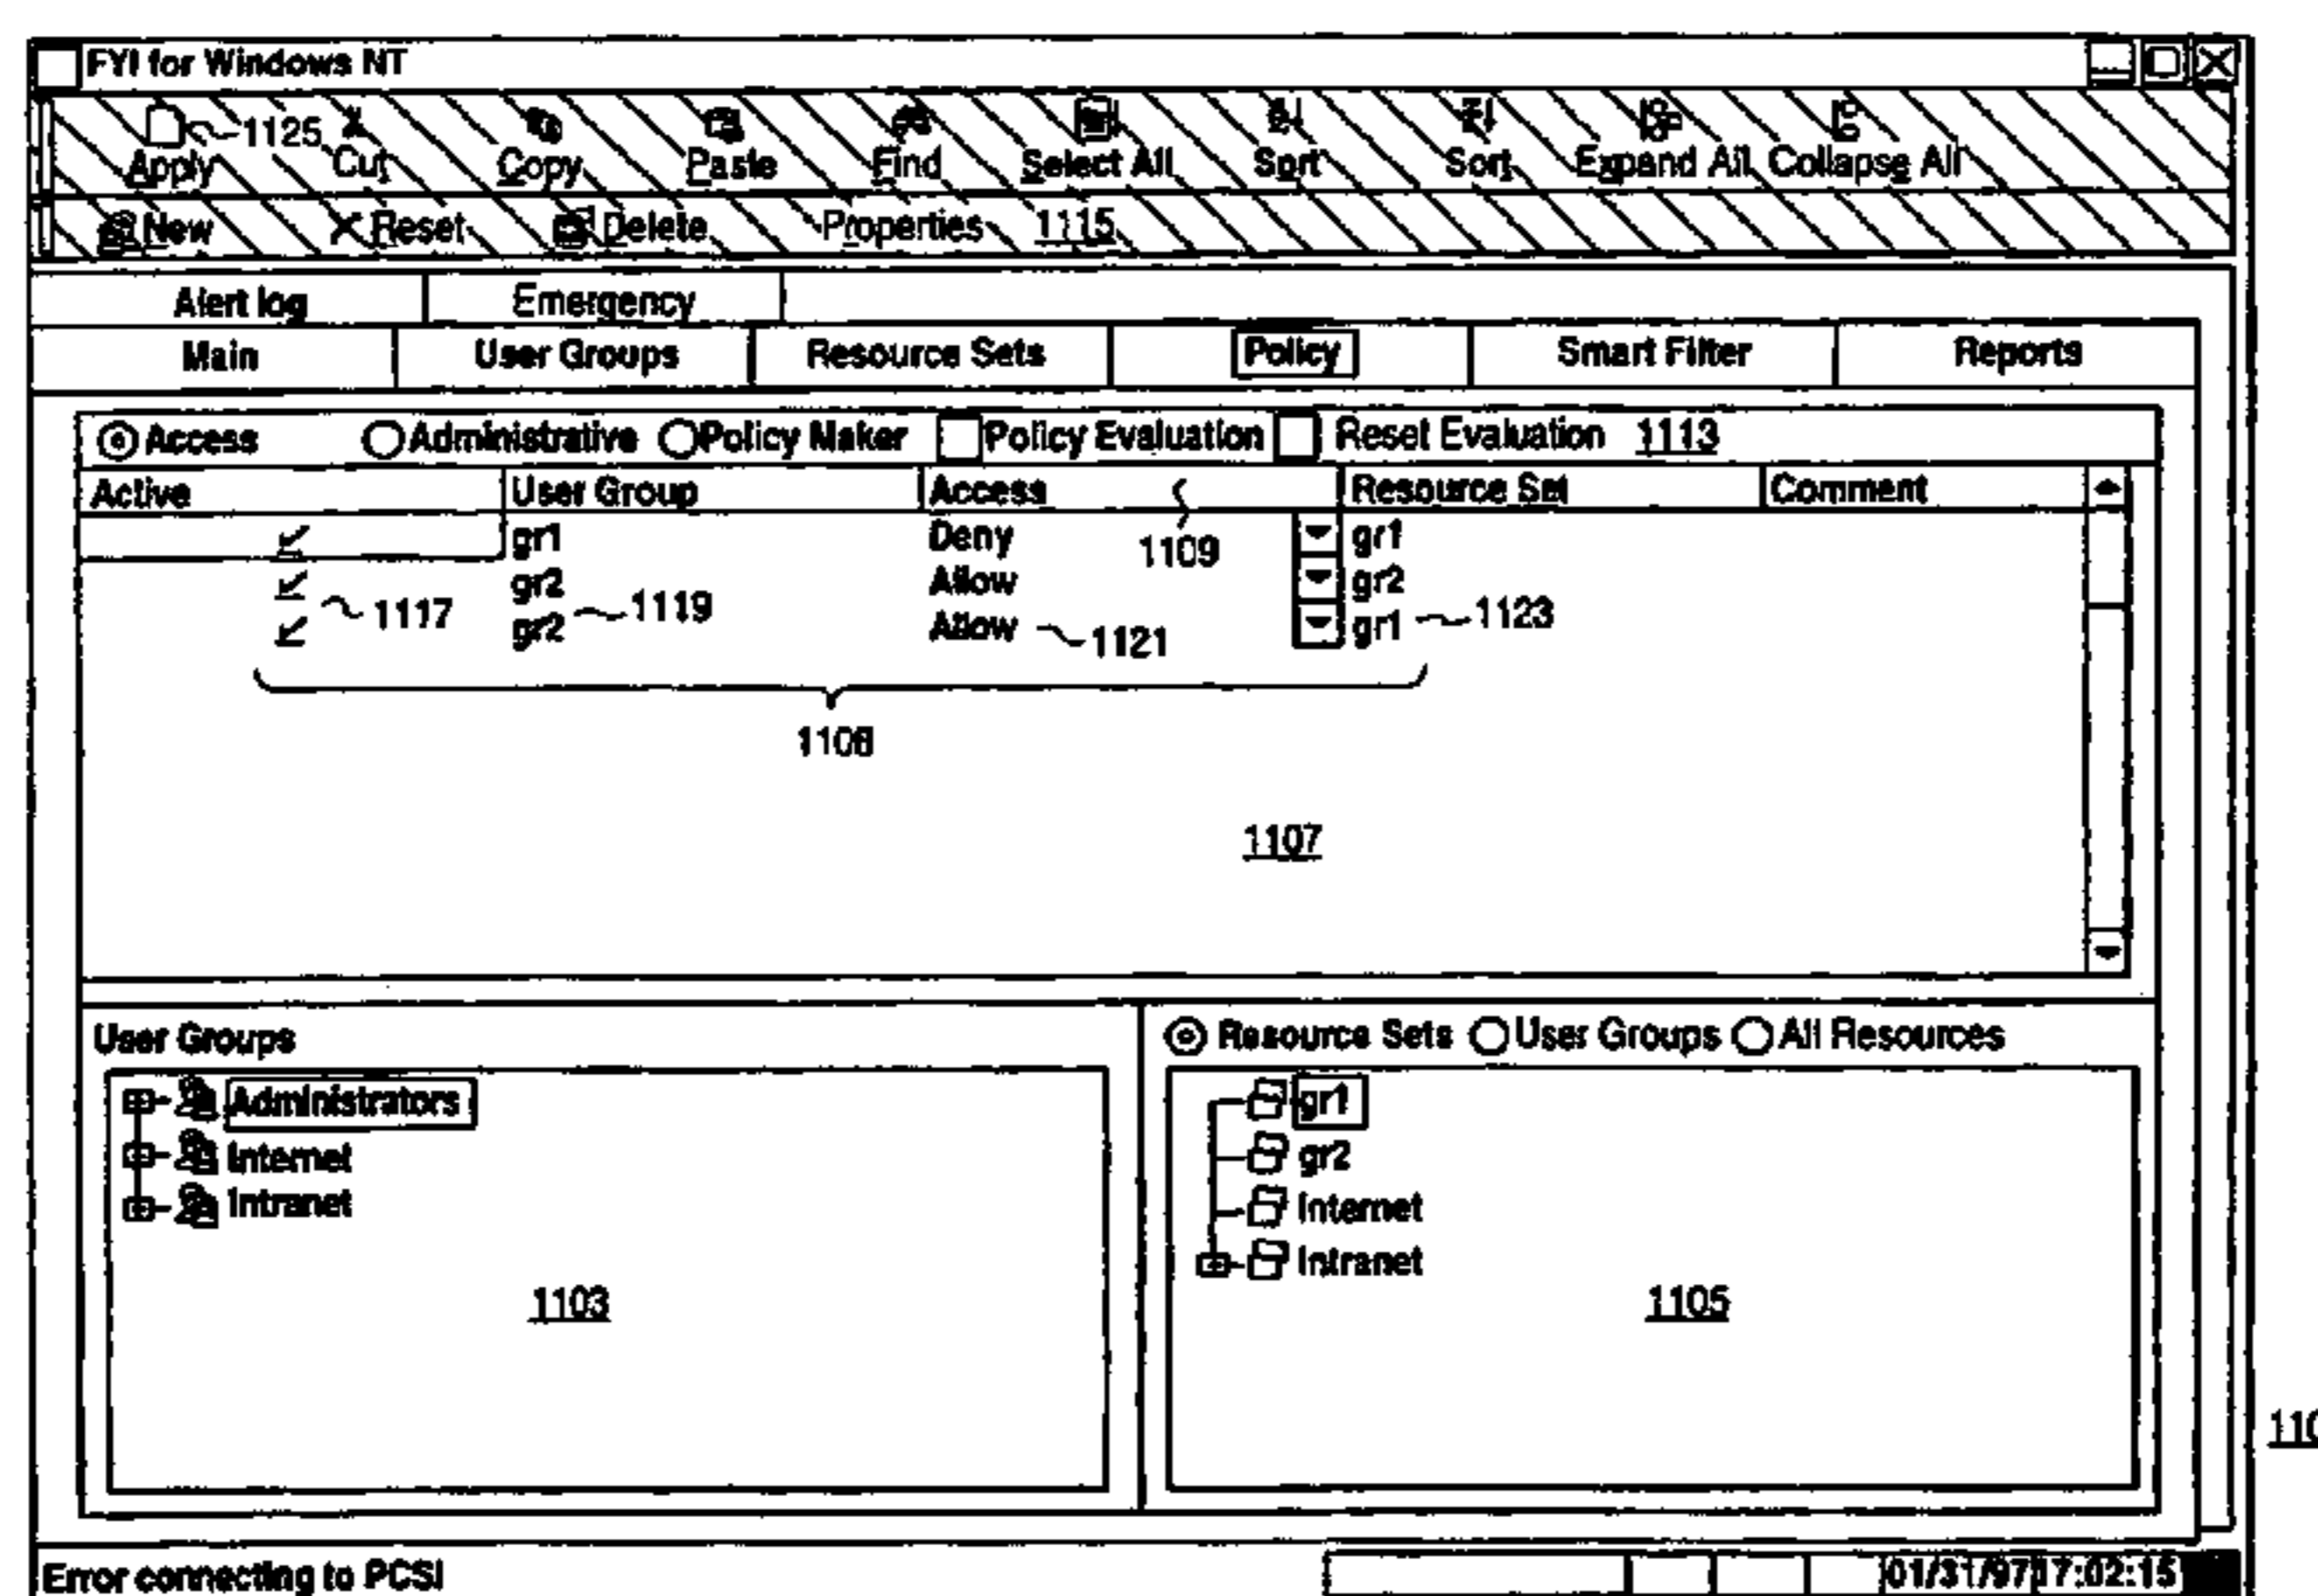 FYI for Windows NT
1125
Apply Cut Copy Paste Find Select All Sort Sort Expand All Collapse All
New Reset Delete Properties 1115
Alert log Emergency
Main User Groups Resource Sets Policy Smart Filter Reports
Access Administrative Policy Maker Policy Evaluation Reset Evaluation 1113
Active User Group Access Resource Set Comment
gr1 Deny 1109 gr1
gr2 Allow gr2
1117 gr2 1119 Allow 1121 gr1 1123
1107
User Groups
Resource Sets User Groups All Resources
Administrators
Internet
Intranet
1103
gr1
gr2
Internet
Intranet
1105
Error connecting to PCSI
01/31/97 17:02:15